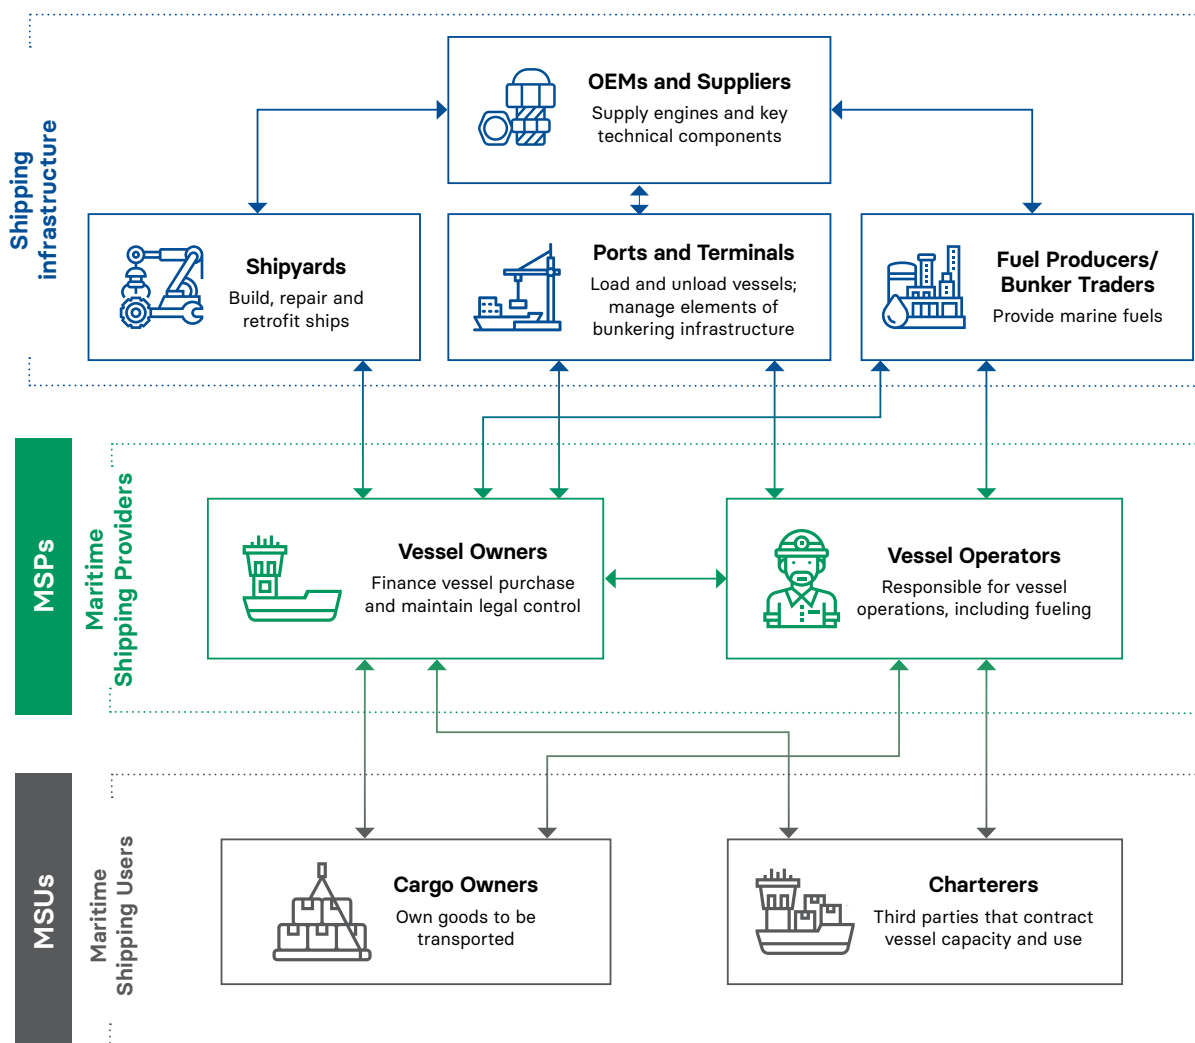 Shipping
infrastructure
OEMs and Suppliers
Supply engines and key
technical components
Shipyards
Build, repair and
retrofit ships
Ports and Terminals
Load and unload vessels;
manage elements of
bunkering infrastructure
Fuel Producers/
Bunker Traders
Provide marine fuels
MSPs
Maritime
Shipping Providers
Vessel Owners
Finance vessel purchase
and maintain legal control
Vessel Operators
Responsible for vessel
operations, including fueling
MSUs
Maritime
Shipping Users
Cargo Owners
Own goods to be
transported
Charterers
Third parties that contract
vessel capacity and use